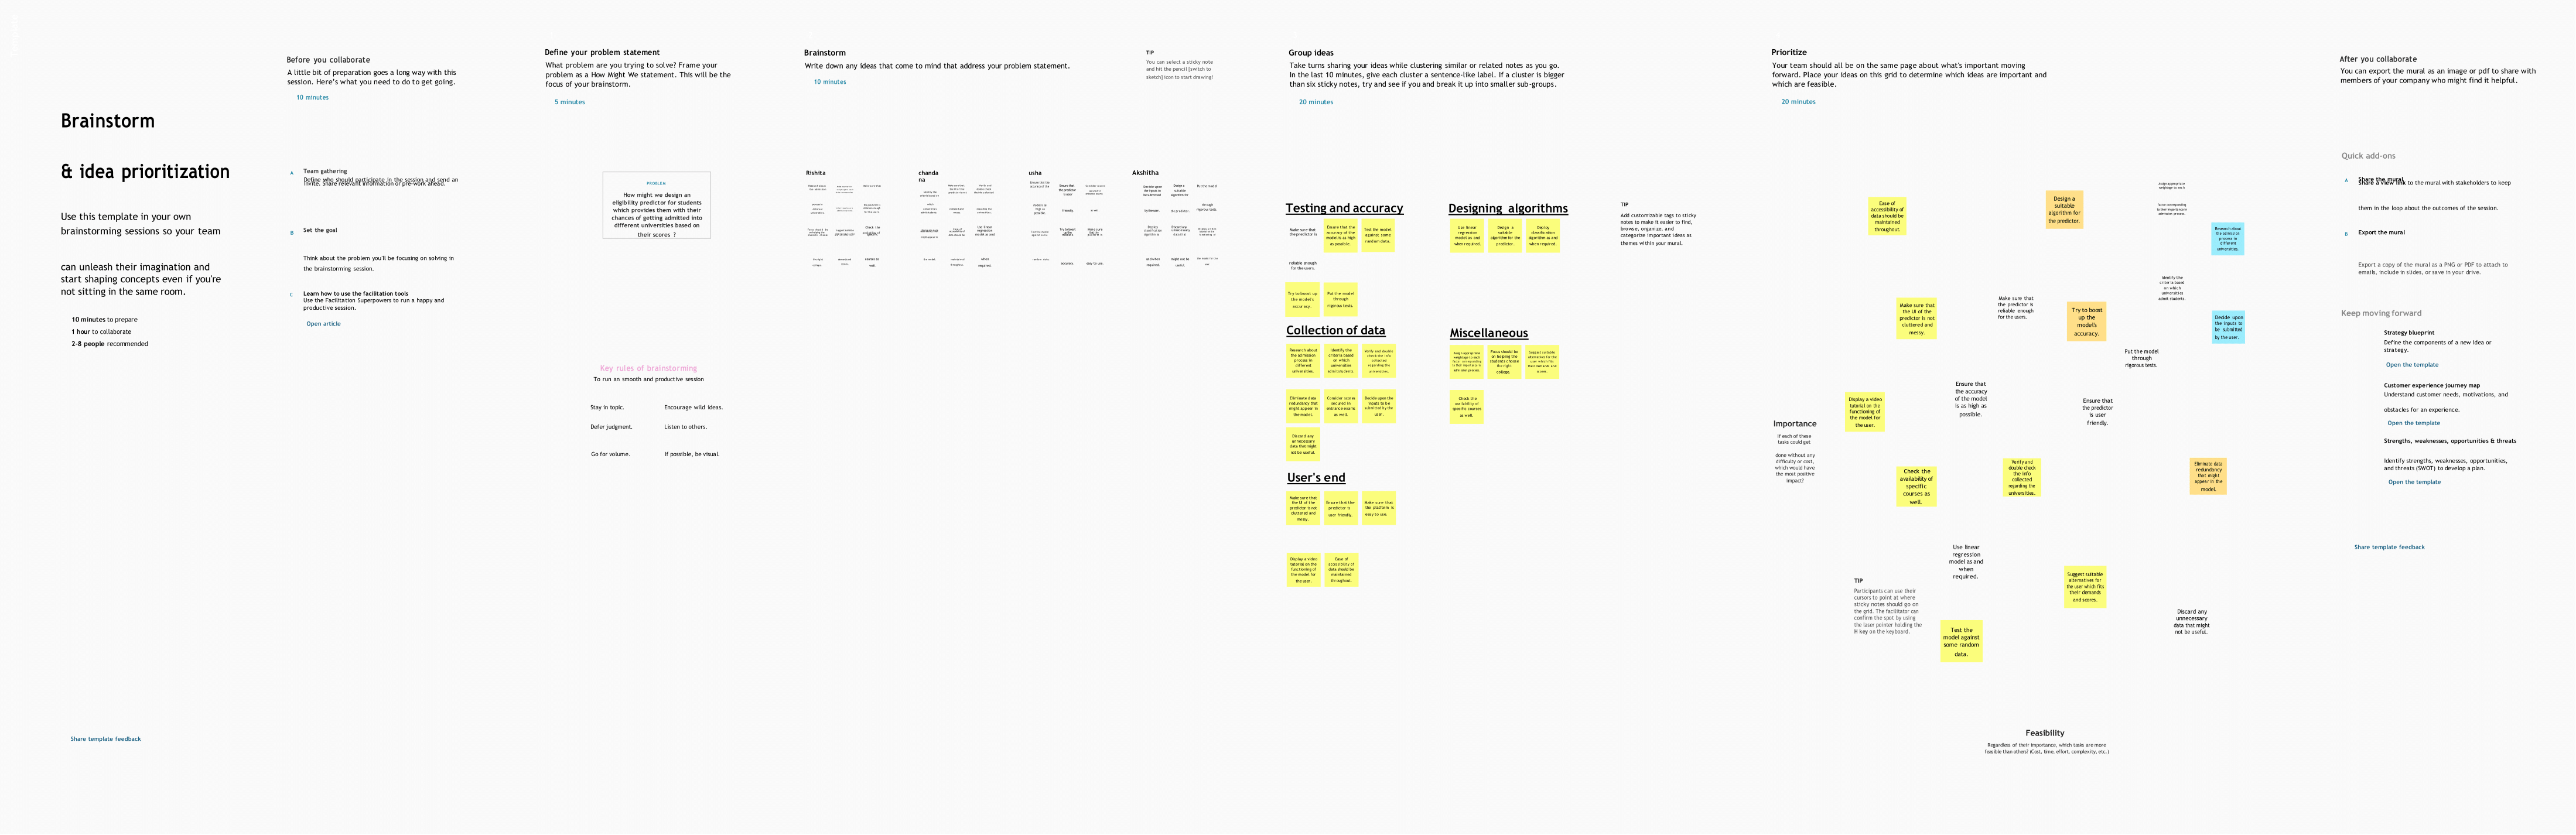 Brainstorm
& idea prioritization
Use this template in your own
brainstorming sessions so your team
can unleash their imagination and
start shaping concepts even if you're
not sitting in the same room.
10 minutes to prepare
1 hour to collaborate
2-8 people recommended
Share template feedback
Before you collaborate
A little bit of preparation goes a long way with this
session. Here's what you need to do to get going.
10 minutes
A
Team gathering
Define who should participate in the session and send an
invite. Share relevant information or pre-work ahead.
B
Set the goal
Think about the problem you'll be focusing on solving in
the brainstorming session.
C
Learn how to use the facilitation tools
Use the Facilitation Superpowers to run a happy and
productive session.
Open article
Define your problem statement
What problem are you trying to solve? Frame your
problem as a How Might We statement. This will be the
focus of your brainstorm.
5 minutes
PROBLEM
How might we design an
eligibility predictor for students
which provides them with their
chances of getting admitted into
different universities based on
their scores ?
Key rules of brainstorming
To run an smooth and productive session
Stay in topic.
Encourage wild ideas.
Defer judgment.
Listen to others.
Go for volume.
If possible, be visual.
Brainstorm
Write down any ideas that come to mind that address your problem statement.
10 minutes
TIP
You can select a sticky note
and hit the pencil [switch to
sketch] icon to start drawing!
Rishita
chanda
na
usha
Akshitha
Group ideas
Take turns sharing your ideas while clustering similar or related notes as you go.
In the last 10 minutes, give each cluster a sentence-like label. If a cluster is bigger
than six sticky notes, try and see if you and break it up into smaller sub-groups.
20 minutes
Testing and accuracy
Make sure that
the predictor is
reliable enough
for the users.
Ensure that the
accuracy of the
model is as high
as possible.
Test the model
against some
random data.
Try to boost up
the model's
accuracy.
Put the model
through
rigorous tests.
Designing algorithms
Use linear
regression
model as and
when required.
Design a
suitable
algorithm for the
predictor.
Deploy
classification
algorithm as and
when required.
Collection of data
Research about
the admission
process in
different
universities.
Identify the
criteria based
on which
universities
admit students.
Verify and double
check the info
collected
regarding the
universities.
Eliminate data
redundancy that
might appear in
the model.
Consider scores
secured in
entrance exams
as well.
Decide upon the
inputs to be
submitted by the
user.
Discard any
unnecessary
data that might
not be useful.
Miscellaneous
Assign appropriate
weightage to each
factor corresponding
to their importance in
admission process.
Focus should be
on helping the
students choose
the right
college.
Suggest suitable
alternatives for the
user which fits
their demands and
scores.
Check the
availability of
specific courses
as well.
User's end
Make sure that
the UI of the
predictor is not
cluttered and
messy.
Ensure that the
predictor is
user friendly.
Make sure that
the platform is
easy to use.
Display a video
tutorial on the
functioning of
the model for
the user.
Ease of
accessibility of
data should be
maintained
throughout.
TIP
Add customizable tags to sticky
notes to make it easier to find,
browse, organize, and
categorize important ideas as
themes within your mural.
Prioritize
Your team should all be on the same page about what's important moving
forward. Place your ideas on this grid to determine which ideas are important and
which are feasible.
20 minutes
Ease of
accessibility of
data should be
maintained
throughout.
Design a
suitable
algorithm for
the predictor.
Assign appropriate
weightage to each
factor corresponding
to their importance in
admission process.
Research about
the admission
process in
different
universities.
Identify the
criteria based
on which
universities
admit students.
Make sure that
the UI of the
predictor is not
cluttered and
messy.
Make sure that
the predictor is
reliable enough
for the users.
Try to boost
up the
model's
accuracy.
Decide upon
the inputs to
be submitted
by the user.
Put the model
through
rigorous tests.
Display a video
tutorial on the
functioning of
the model for
the user.
Ensure that
the accuracy
of the model
is as high as
possible.
Ensure that
the predictor
is user
friendly.
Importance
If each of these
tasks could get
done without any
difficulty or cost,
which would have
the most positive
impact?
Check the
availability of
specific
courses as
well.
Verify and
double check
the info
collected
regarding the
universities.
Eliminate data
redundancy
that might
appear in the
model.
Use linear
regression
model as and
when
required.
Suggest suitable
alternatives for
the user which fits
their demands
and scores.
TIP
Participants can use their
cursors to point at where
sticky notes should go on
the grid. The facilitator can
confirm the spot by using
the laser pointer holding the
H key on the keyboard.
Test the
model against
some random
data.
Discard any
unnecessary
data that might
not be useful.
Feasibility
Regardless of their importance, which tasks are more
feasible than others? (Cost, time, effort, complexity, etc.)
After you collaborate
You can export the mural as an image or pdf to share with
members of your company who might find it helpful.
Quick add-ons
A
Share the mural
Share a view link to the mural with stakeholders to keep
them in the loop about the outcomes of the session.
B
Export the mural
Export a copy of the mural as a PNG or PDF to attach to
emails, include in slides, or save in your drive.
Keep moving forward
Strategy blueprint
Define the components of a new idea or
strategy.
Open the template
Customer experience journey map
Understand customer needs, motivations, and
obstacles for an experience.
Open the template
Strengths, weaknesses, opportunities & threats
Identify strengths, weaknesses, opportunities,
and threats (SWOT) to develop a plan.
Open the template
Share template feedback